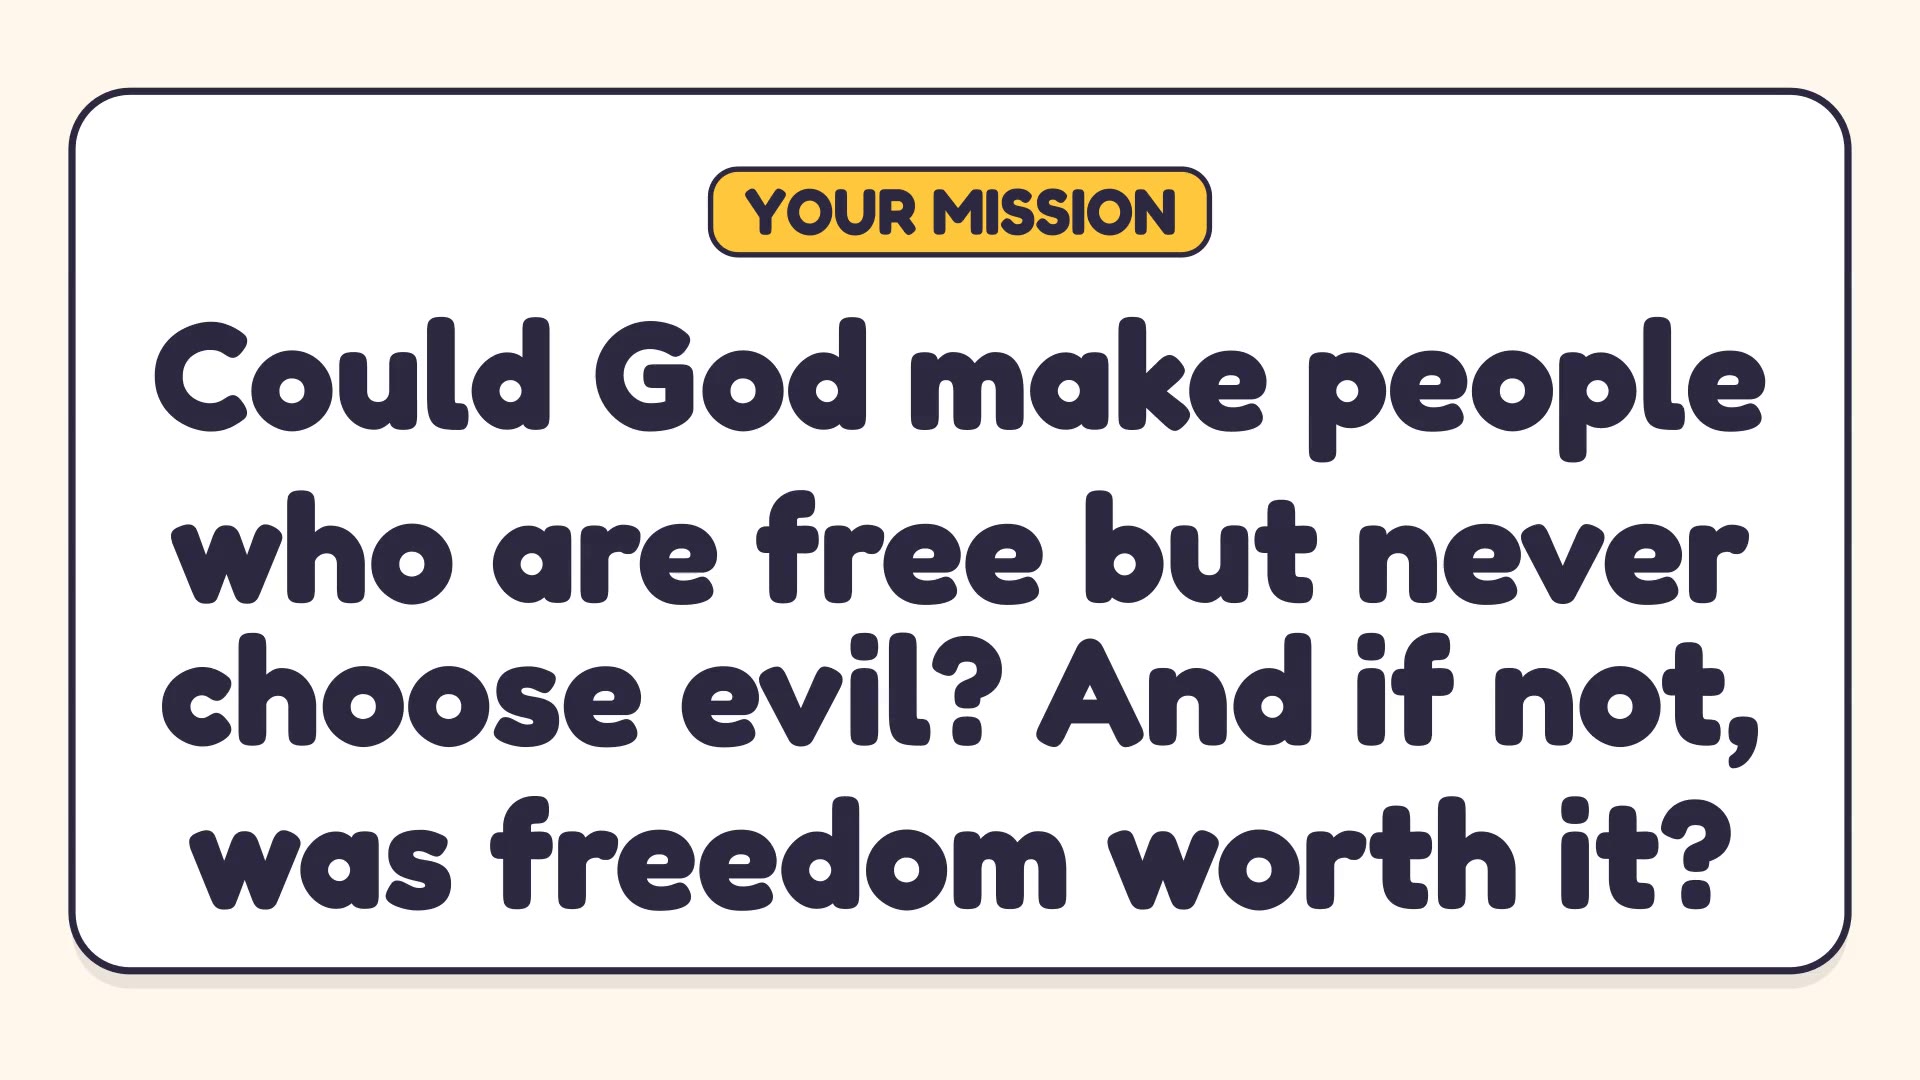 YOUR MISSION
Could God make people
who are free but never
choose evil? And if not,
was freedom worth it?